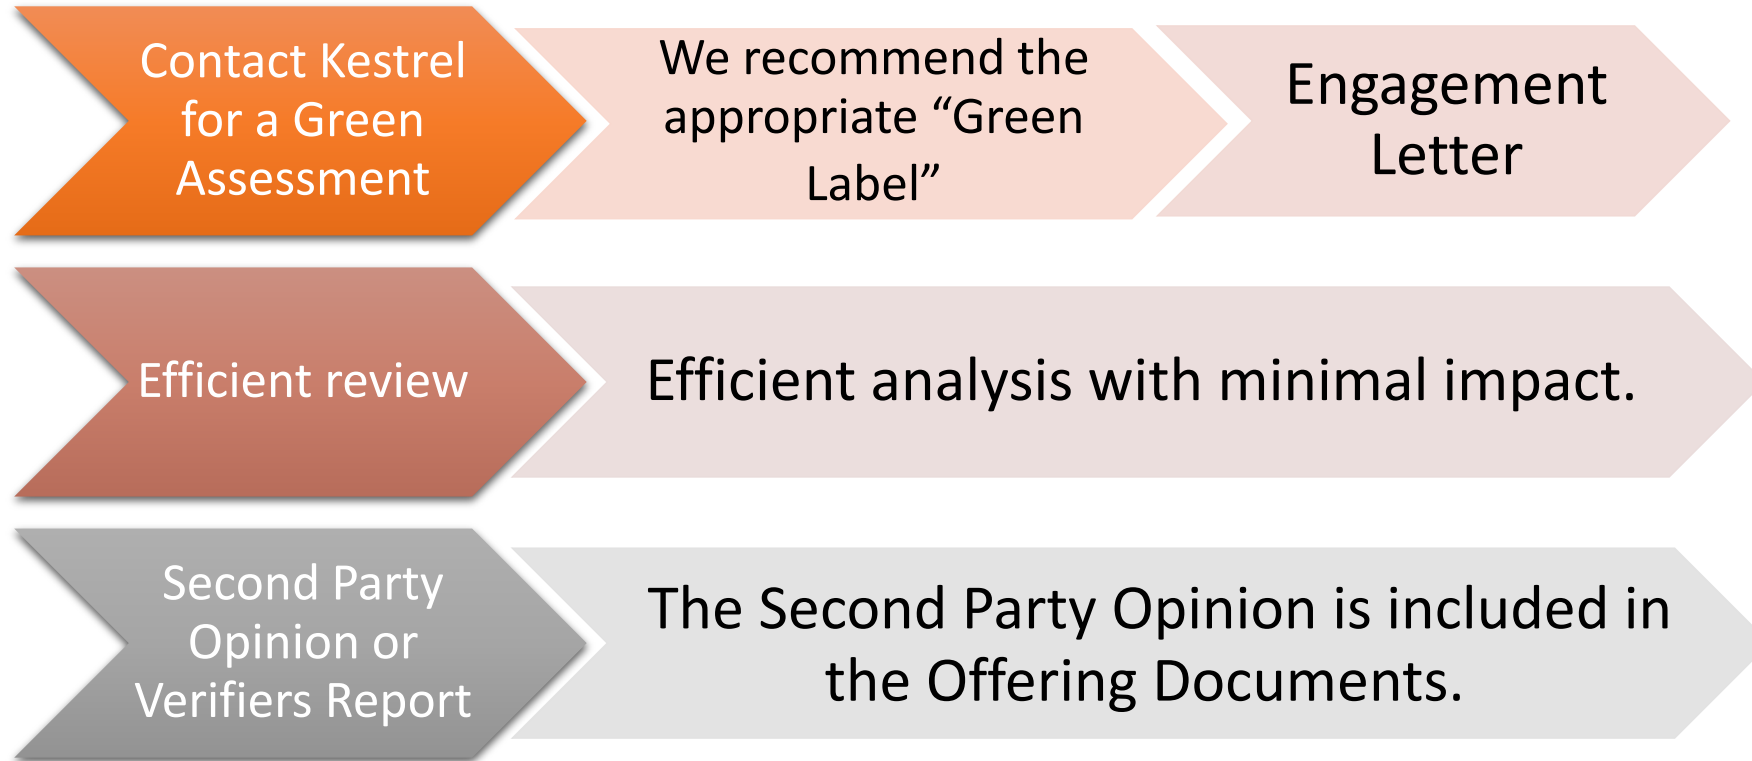 Contact Kestrel
for a Green
Assessment
We recommend the
appropriate “Green
Label”
Engagement
Letter
Efficient review
Efficient analysis with minimal impact.
Second Party
Opinion or
Verifiers Report
The Second Party Opinion is included in
the Offering Documents.